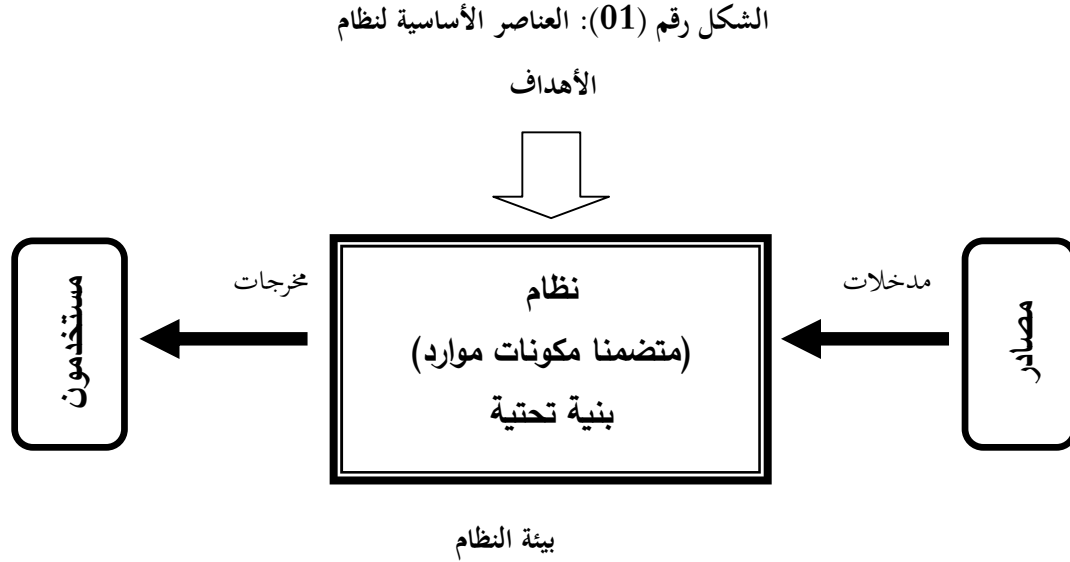 الشكل رقم (01): العناصر الأساسية لنظام
الأهداف
مصادر
مدخلات
نظام
(متضمنا مكونات موارد)
بنية تحتية
مخرجات
مستخدمون
بيئة النظام